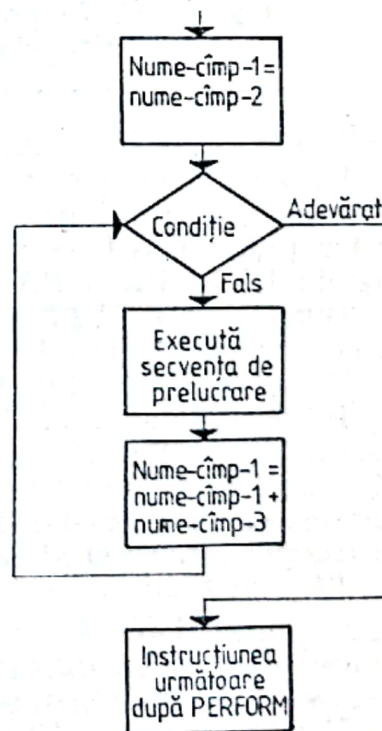 Nume-cîmp-1=
nume-cîmp-2
Condiție
Adevărat
Fals
Execută
secvența de
prelucrare
Nume-cîmp-1 =
nume-cîmp-1 +
nume-cîmp-3
Instrucțiunea
următoare
după PERFORM